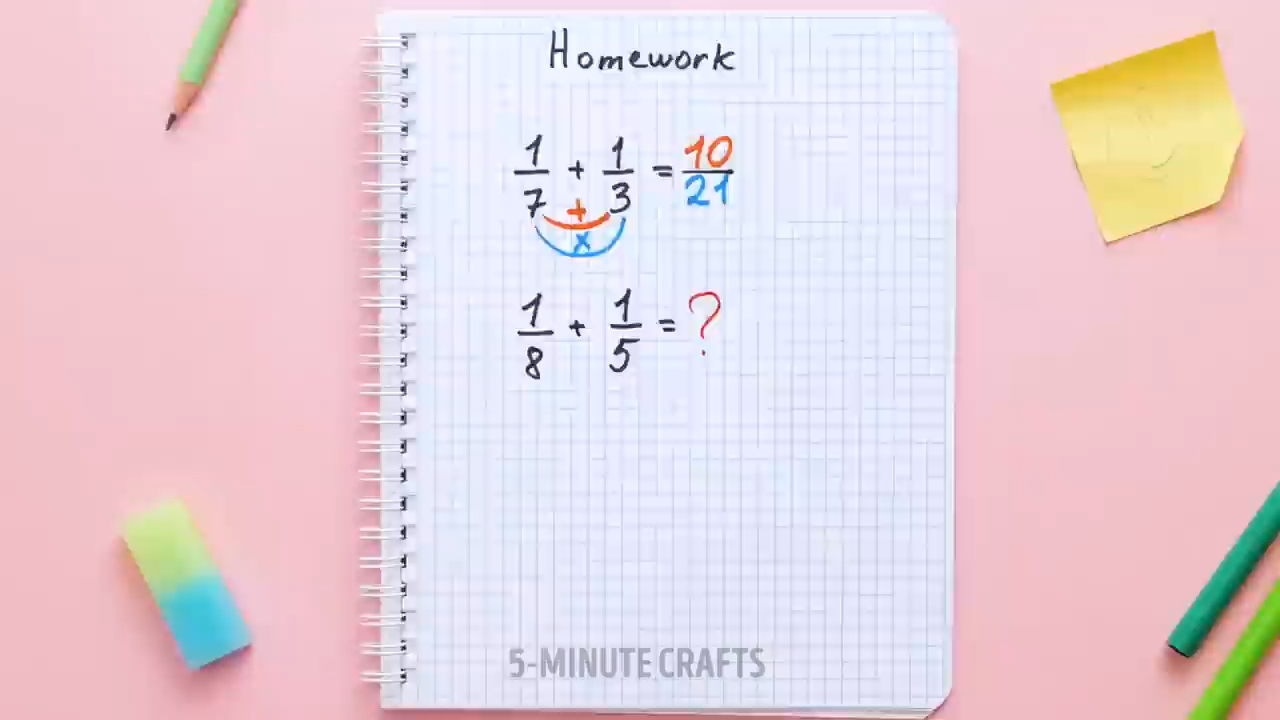 Homework
1/7 + 1/3 = 10/21
+
x
1/8 + 1/5 = ?
5-MINUTE CRAFTS